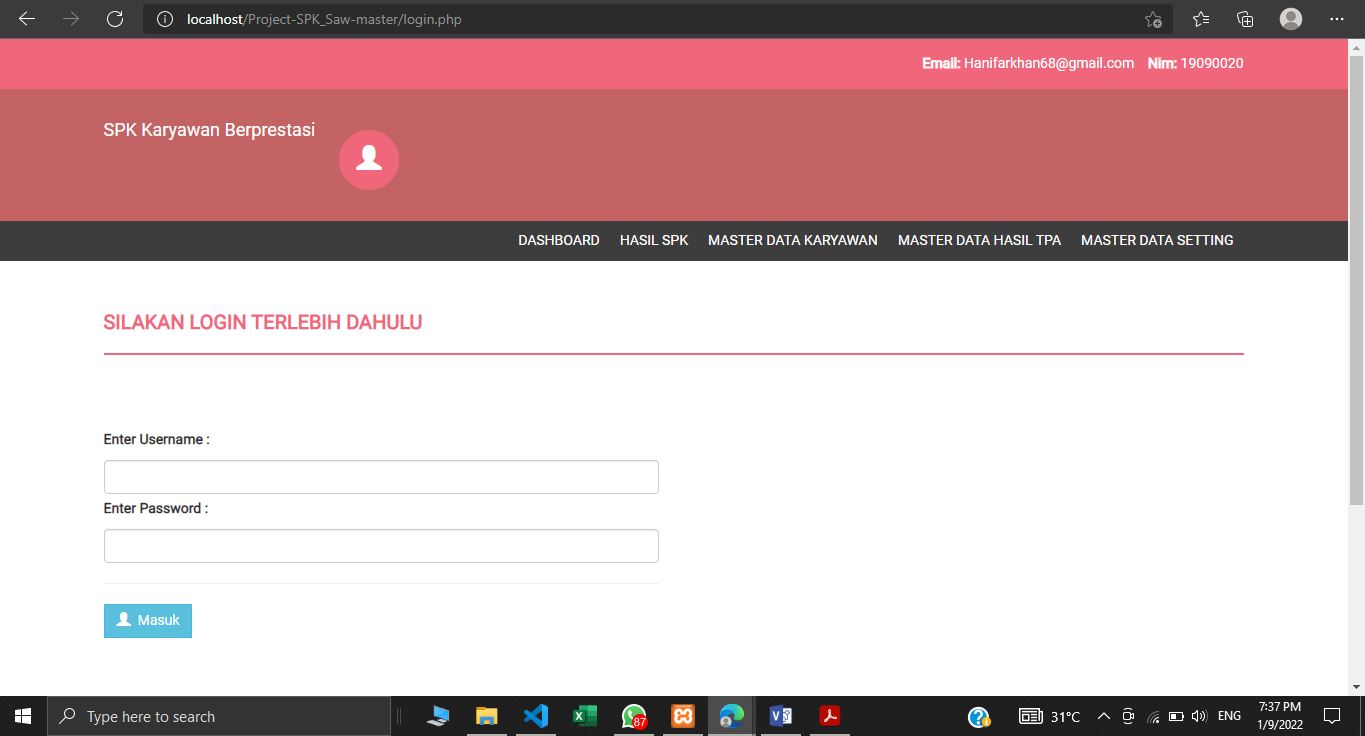 localhost/Project-SPK_Saw-master/login.php
Email: Hanifarkhan68@gmail.com Nim: 19090020
SPK Karyawan Berprestasi
DASHBOARD HASIL SPK MASTER DATA KARYAWAN MASTER DATA HASIL TPA MASTER DATA SETTING
SILAKAN LOGIN TERLEBIH DAHULU
Enter Username :
Enter Password :
Masuk
Type here to search
87
31°C
ENG
7:37 PM
1/9/2022